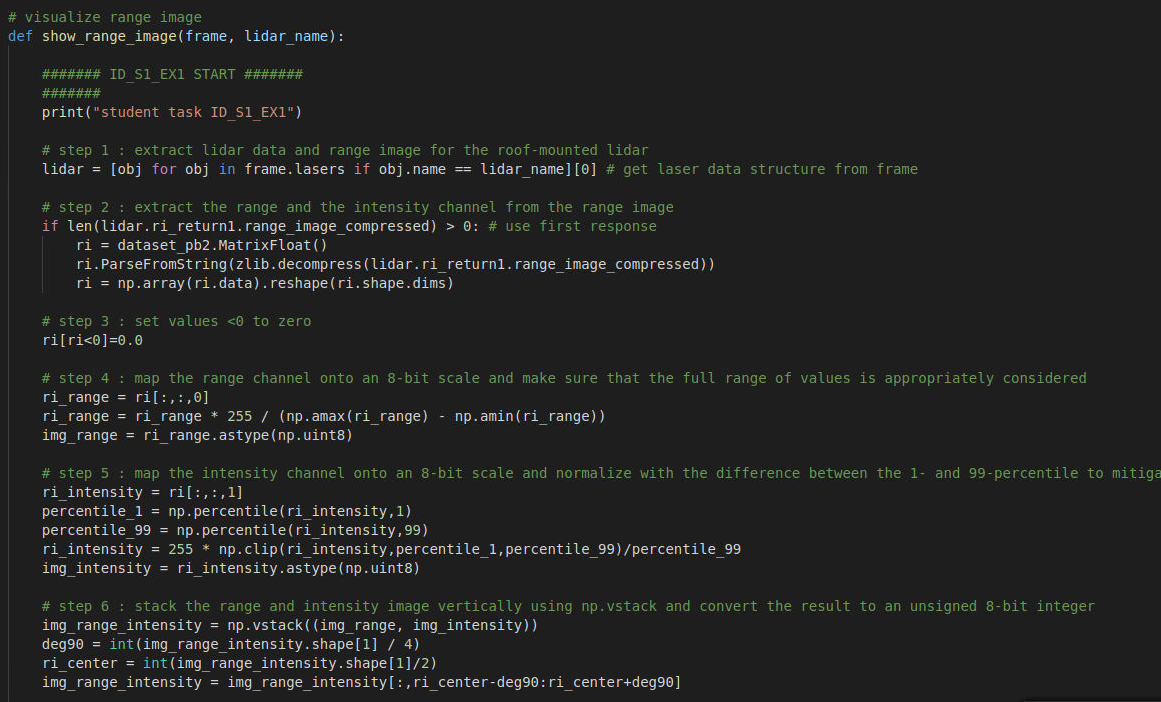 # visualize range image
def show_range_image(frame, lidar_name):
####### ID_S1_EX1 START #######
#######
print("student task ID_S1_EX1")
# step 1 : extract lidar data and range image for the roof-mounted lidar
lidar = [obj for obj in frame.lasers if obj.name == lidar_name][0] # get laser data structure from frame
# step 2 : extract the range and the intensity channel from the range image
if len(lidar.ri_return1.range_image_compressed) > 0: # use first response
ri = dataset_pb2.MatrixFloat()
ri.ParseFromString(zlib.decompress(lidar.ri_return1.range_image_compressed))
ri = np.array(ri.data).reshape(ri.shape.dims)
# step 3 : set values <0 to zero
ri[ri<0]=0.0
# step 4 : map the range channel onto an 8-bit scale and make sure that the full range of values is appropriately considered
ri_range = ri[:,:,0]
ri_range = ri_range * 255 / (np.amax(ri_range) - np.amin(ri_range))
img_range = ri_range.astype(np.uint8)
# step 5 : map the intensity channel onto an 8-bit scale and normalize with the difference between the 1- and 99-percentile to mitiga
ri_intensity = ri[:,:,1]
percentile_1 = np.percentile(ri_intensity,1)
percentile_99 = np.percentile(ri_intensity,99)
ri_intensity = 255 * np.clip(ri_intensity,percentile_1,percentile_99)/percentile_99
img_intensity = ri_intensity.astype(np.uint8)
# step 6 : stack the range and intensity image vertically using np.vstack and convert the result to an unsigned 8-bit integer
img_range_intensity = np.vstack((img_range, img_intensity))
deg90 = int(img_range_intensity.shape[1] / 4)
ri_center = int(img_range_intensity.shape[1]/2)
img_range_intensity = img_range_intensity[:,ri_center-deg90:ri_center+deg90]